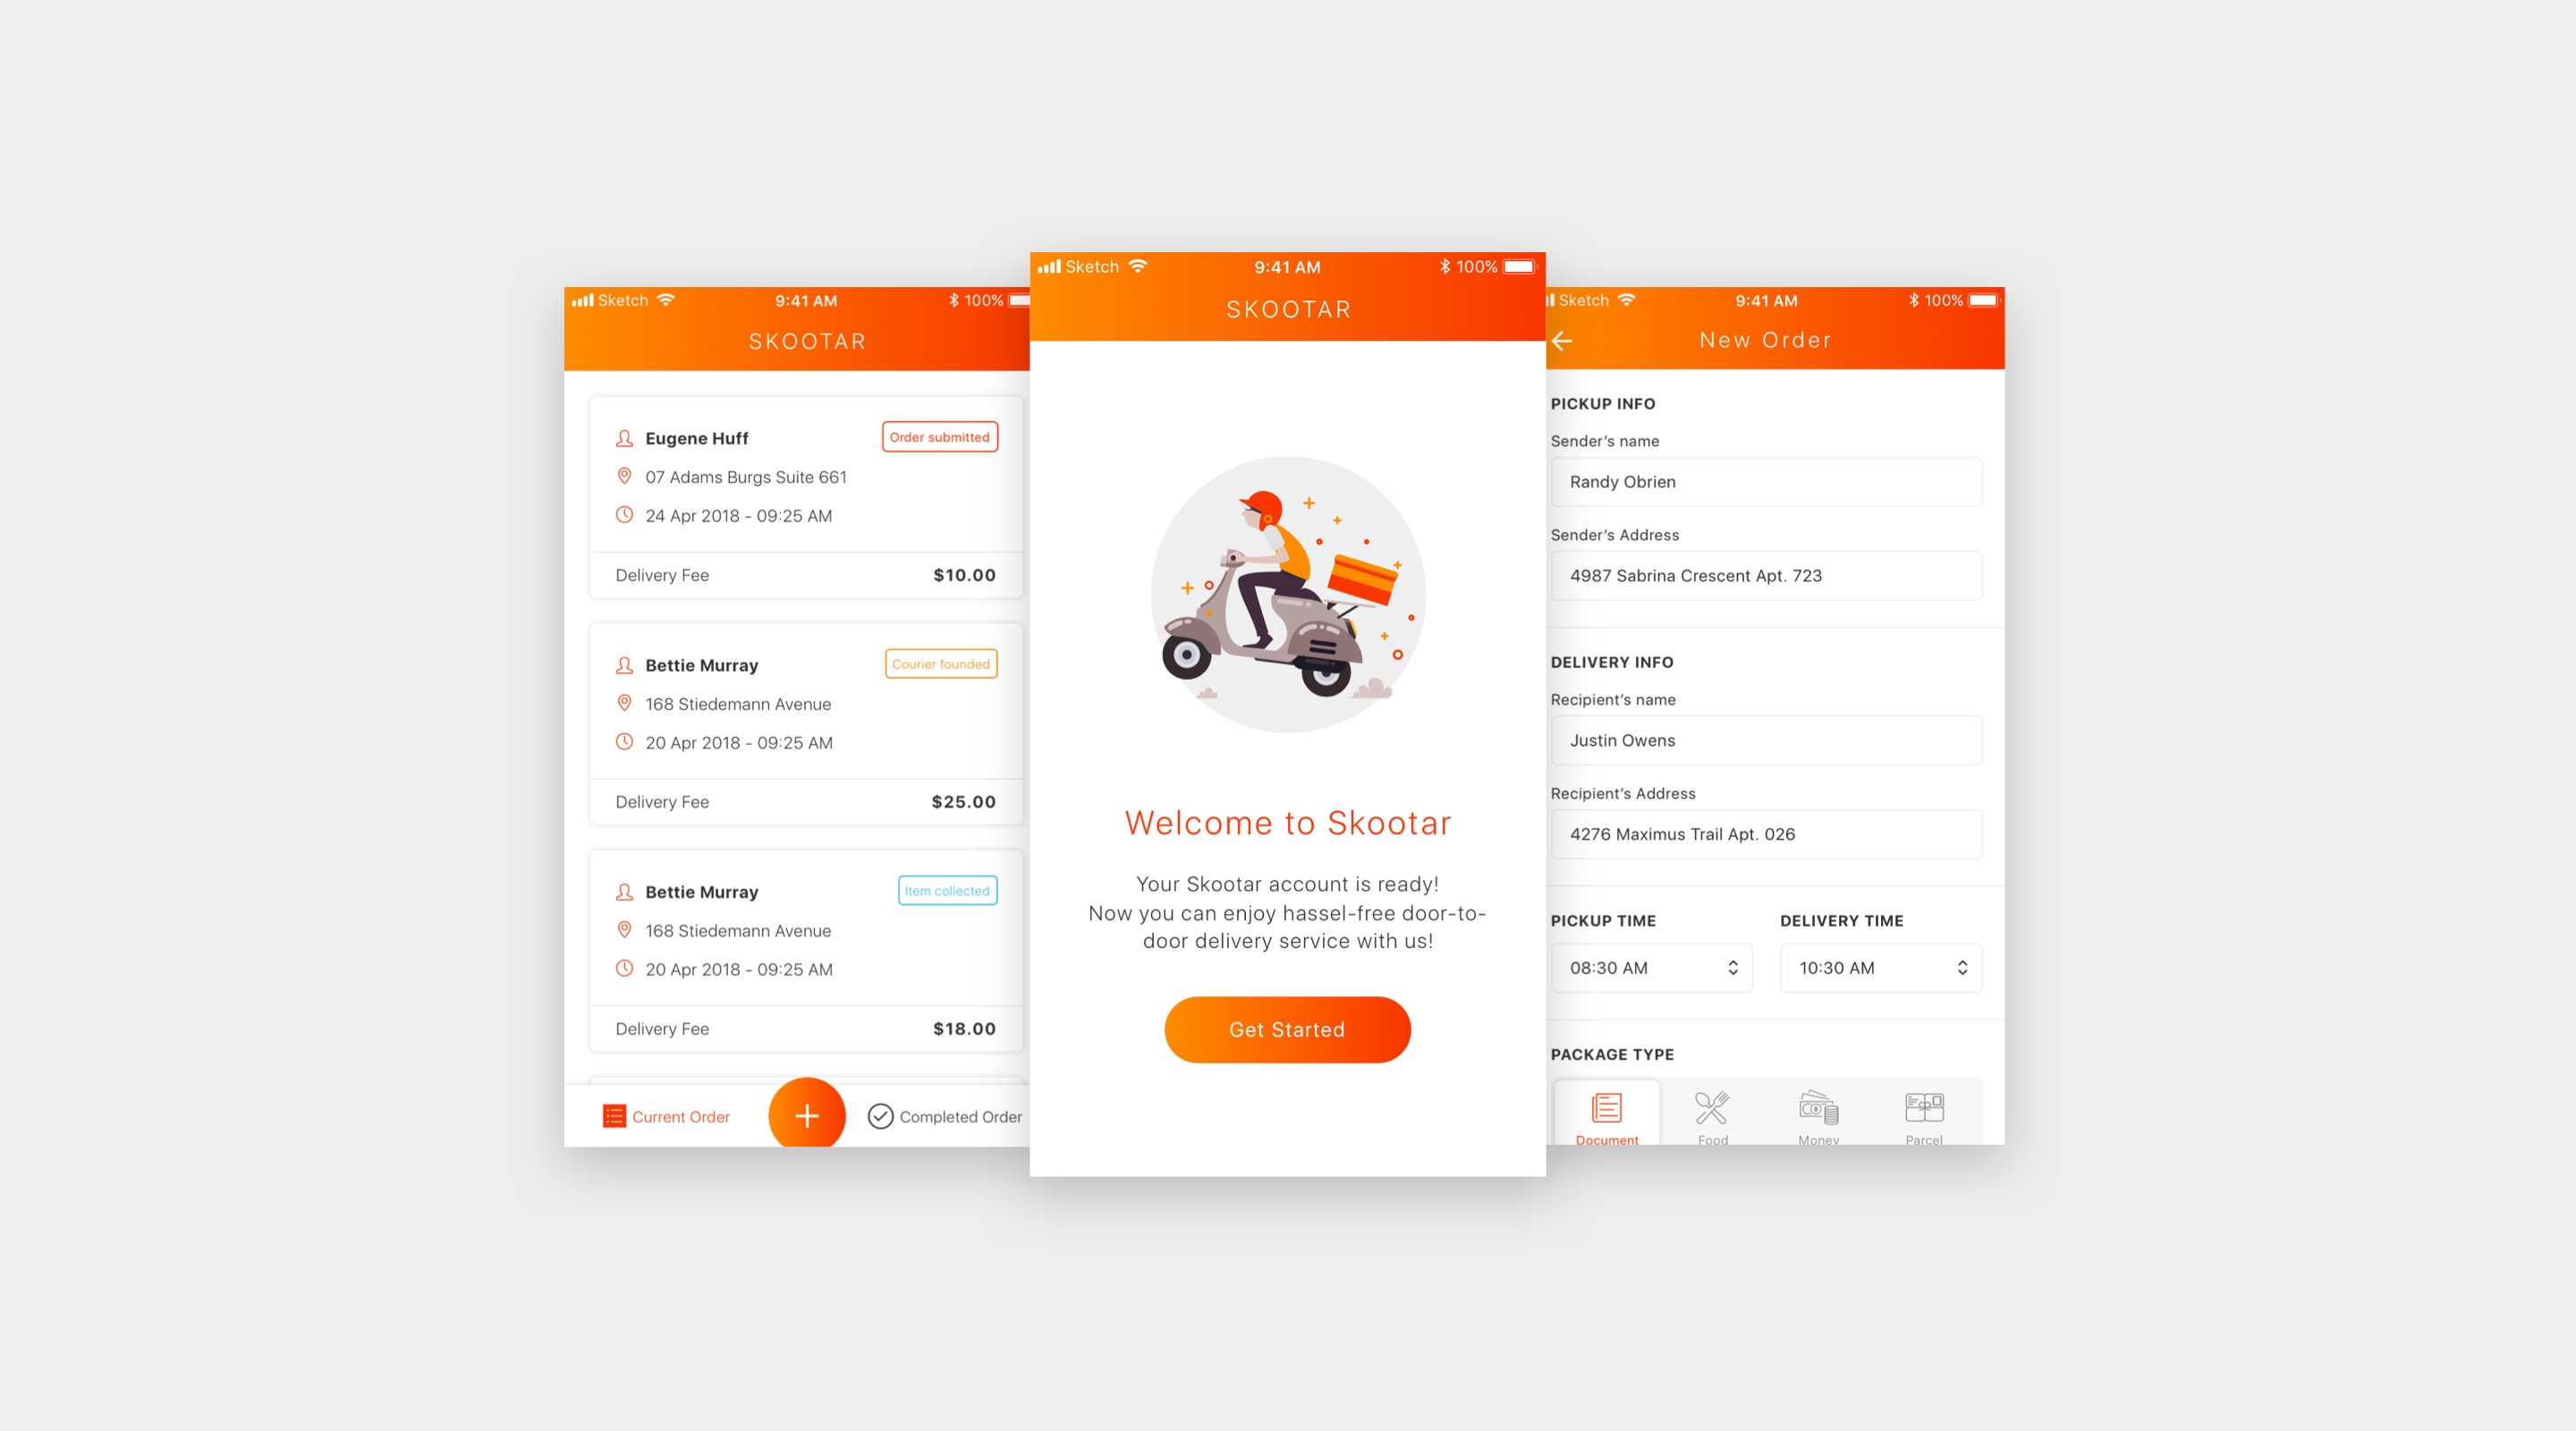 Sketch 9:41 AM 100%
SKOOTAR
Eugene Huff Order submitted
07 Adams Burgs Suite 661
24 Apr 2018 - 09:25 AM
Delivery Fee $10.00
Bettie Murray Courier founded
168 Stiedemann Avenue
20 Apr 2018 - 09:25 AM
Delivery Fee $25.00
Bettie Murray Item collected
168 Stiedemann Avenue
20 Apr 2018 - 09:25 AM
Delivery Fee $18.00
Current Order + Completed Order
Sketch 9:41 AM 100%
SKOOTAR
Welcome to Skootar
Your Skootar account is ready!
Now you can enjoy hassel-free door-to-
door delivery service with us!
Get Started
Sketch 9:41 AM 100%
New Order
PICKUP INFO
Sender’s name
Randy Obrien
Sender’s Address
4987 Sabrina Crescent Apt. 723
DELIVERY INFO
Recipient’s name
Justin Owens
Recipient’s Address
4276 Maximus Trail Apt. 026
PICKUP TIME DELIVERY TIME
08:30 AM 10:30 AM
PACKAGE TYPE
Document Food Money Parcel